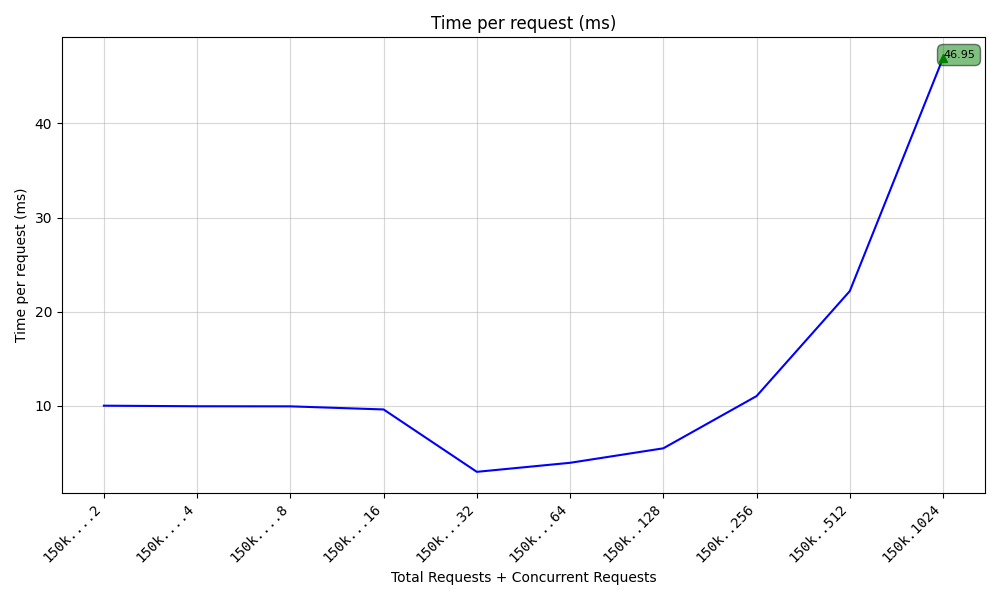 Time per request (ms)
46.95
Time per request (ms)
40
30
20
10
150k....2
150k....4
150k....8
150k...16
150k...32
150k...64
150k..128
150k..256
150k..512
150k.1024
Total Requests + Concurrent Requests